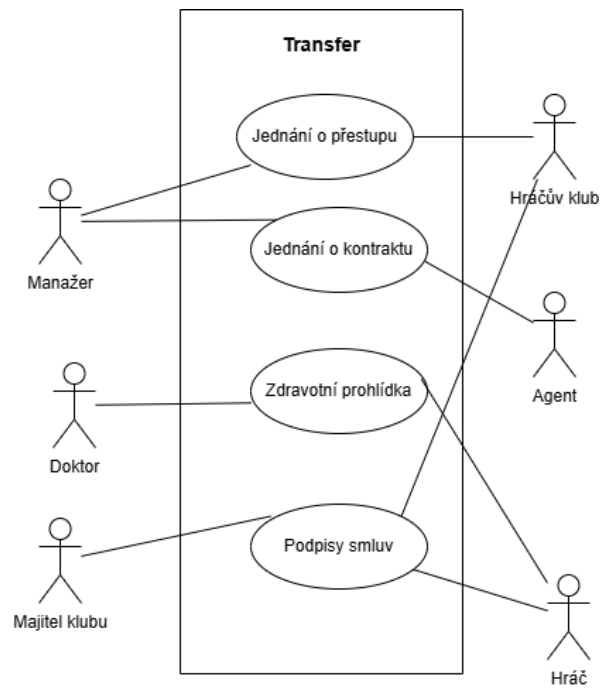 Transfer
Jednání o přestupu
Hráčův klub
Jednání o kontraktu
Manažer
Zdravotní prohlídka
Agent
Doktor
Podpisy smluv
Majitel klubu
Hráč